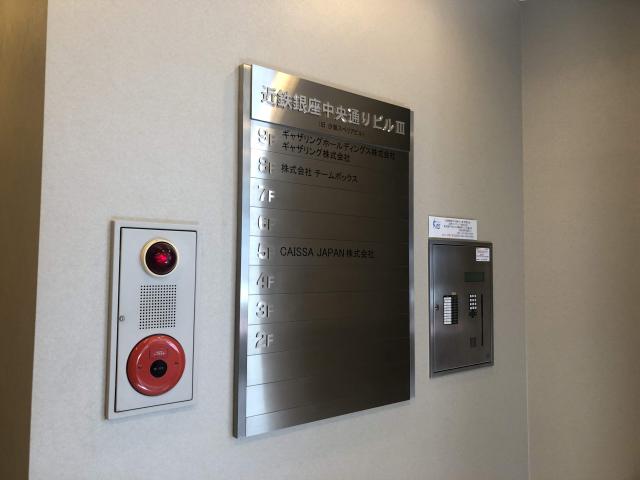 近鉄銀座中央通りビルⅢ
9F ギャザリングホールディングス株式会社
ギャザリング株式会社
8F 株式会社 チームボックス
7F
6F
5F CAISSA JAPAN 株式会社
4F
3F
2F